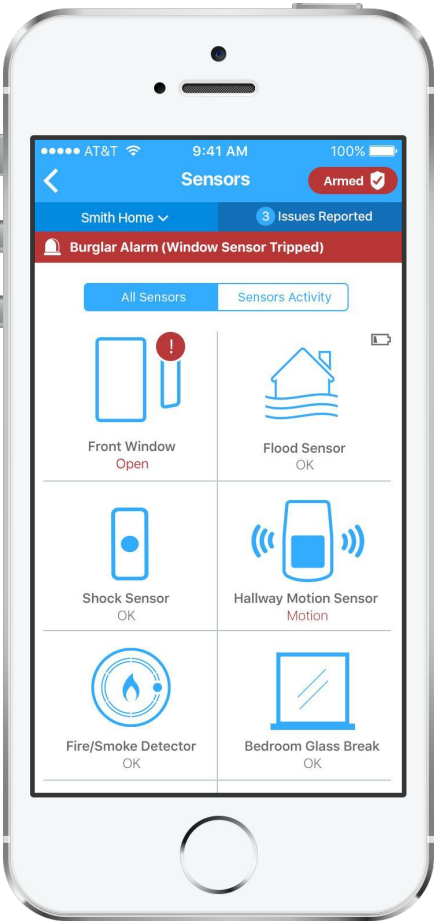 AT&T 9:41 AM 100%
Sensors Armed
Smith Home 3 Issues Reported
Burglar Alarm (Window Sensor Tripped)
All Sensors Sensors Activity
!
Front Window Flood Sensor
Open OK
Shock Sensor Hallway Motion Sensor
OK Motion
Fire/Smoke Detector Bedroom Glass Break
OK OK